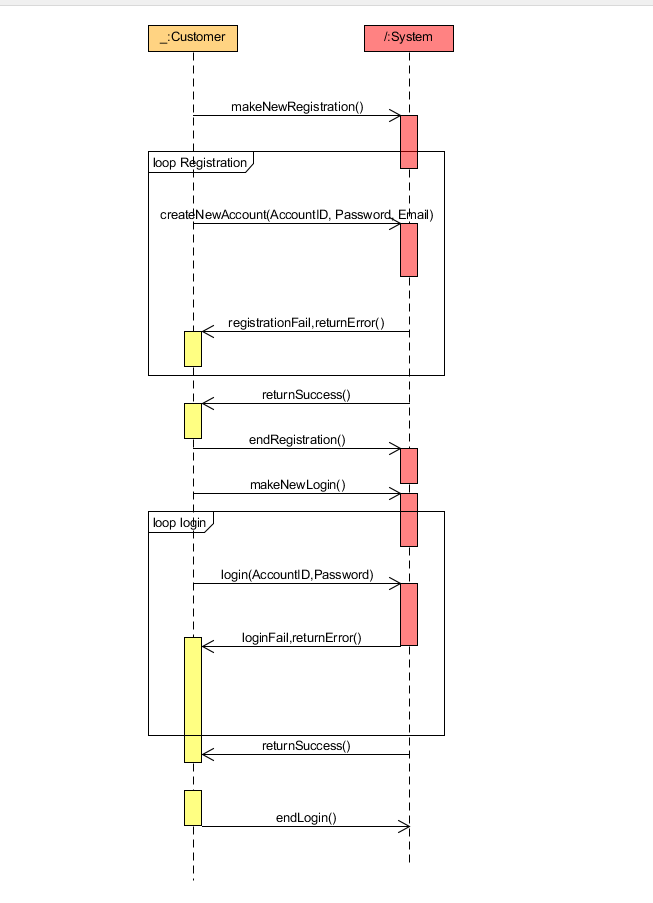 _:Customer
/:System
makeNewRegistration()
loop Registration
createNewAccount(AccountID, Password, Email)
registrationFail,returnError()
returnSuccess()
endRegistration()
makeNewLogin()
loop login
login(AccountID,Password)
loginFail,returnError()
returnSuccess()
endLogin()